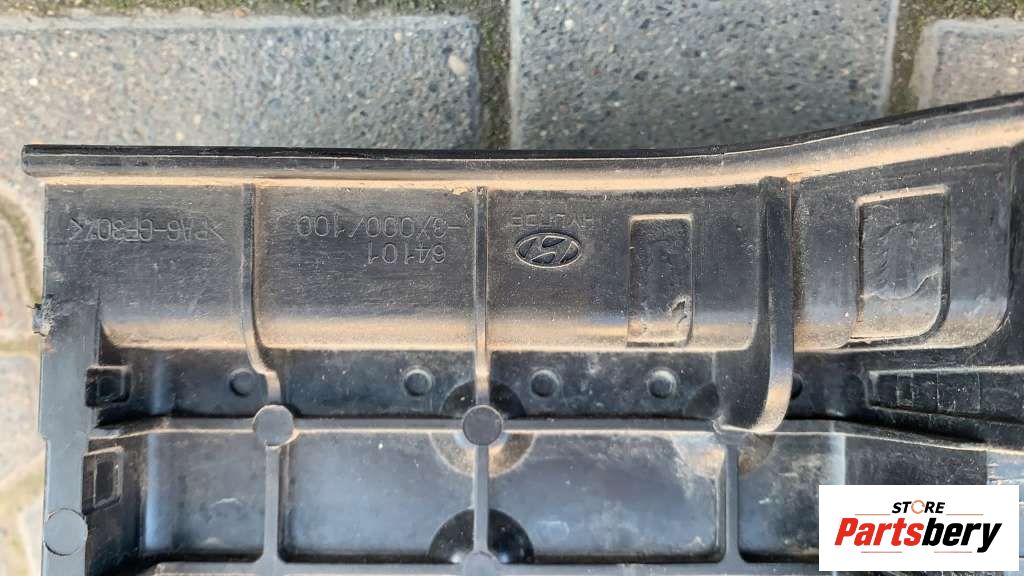 >PA6-GF30<
64101
-3X000/100
HYUNDAI
STORE
Partsbery